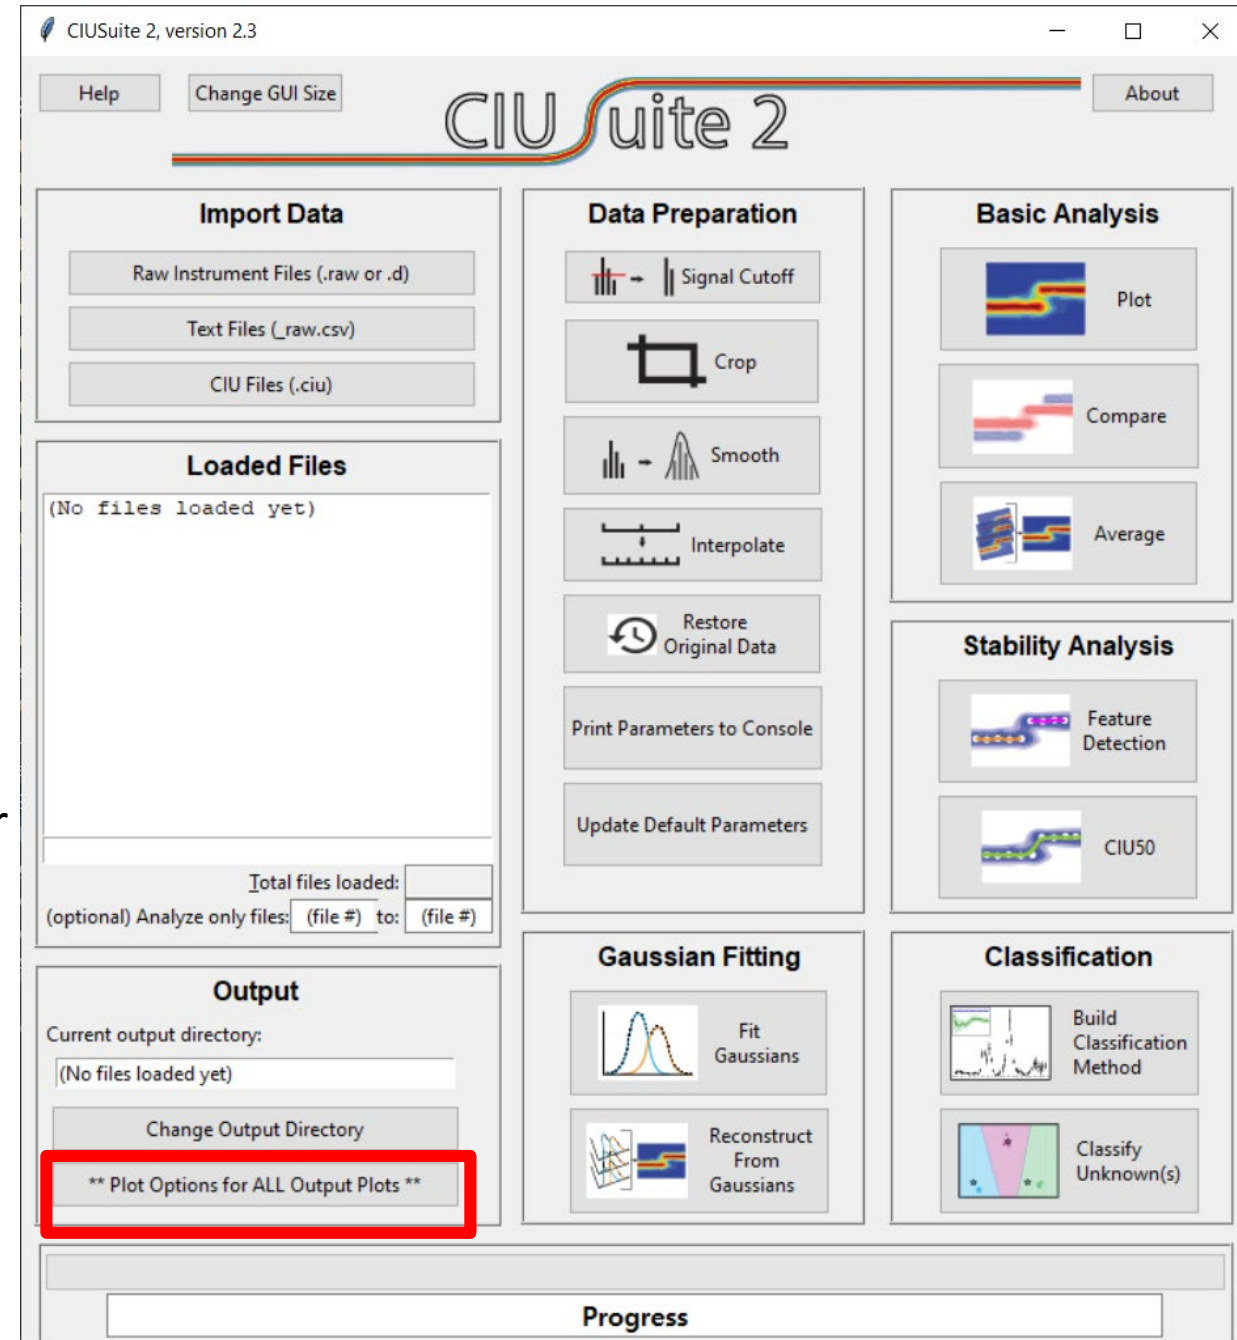 CIUSuite 2, version 2.3
Help
Change GUI Size
CIUSuite 2
About
Import Data
Raw Instrument Files (.raw or .d)
Text Files (_raw.csv)
CIU Files (.ciu)
Loaded Files
(No files loaded yet)
Total files loaded:
(optional) Analyze only files: (file #) to: (file #)
Output
Current output directory:
(No files loaded yet)
Change Output Directory
** Plot Options for ALL Output Plots **
Data Preparation
Signal Cutoff
Crop
Smooth
Interpolate
Restore
Original Data
Print Parameters to Console
Update Default Parameters
Gaussian Fitting
Fit
Gaussians
Reconstruct
From
Gaussians
Basic Analysis
Plot
Compare
Average
Stability Analysis
Feature
Detection
CIU50
Classification
Build
Classification
Method
Classify
Unknown(s)
Progress